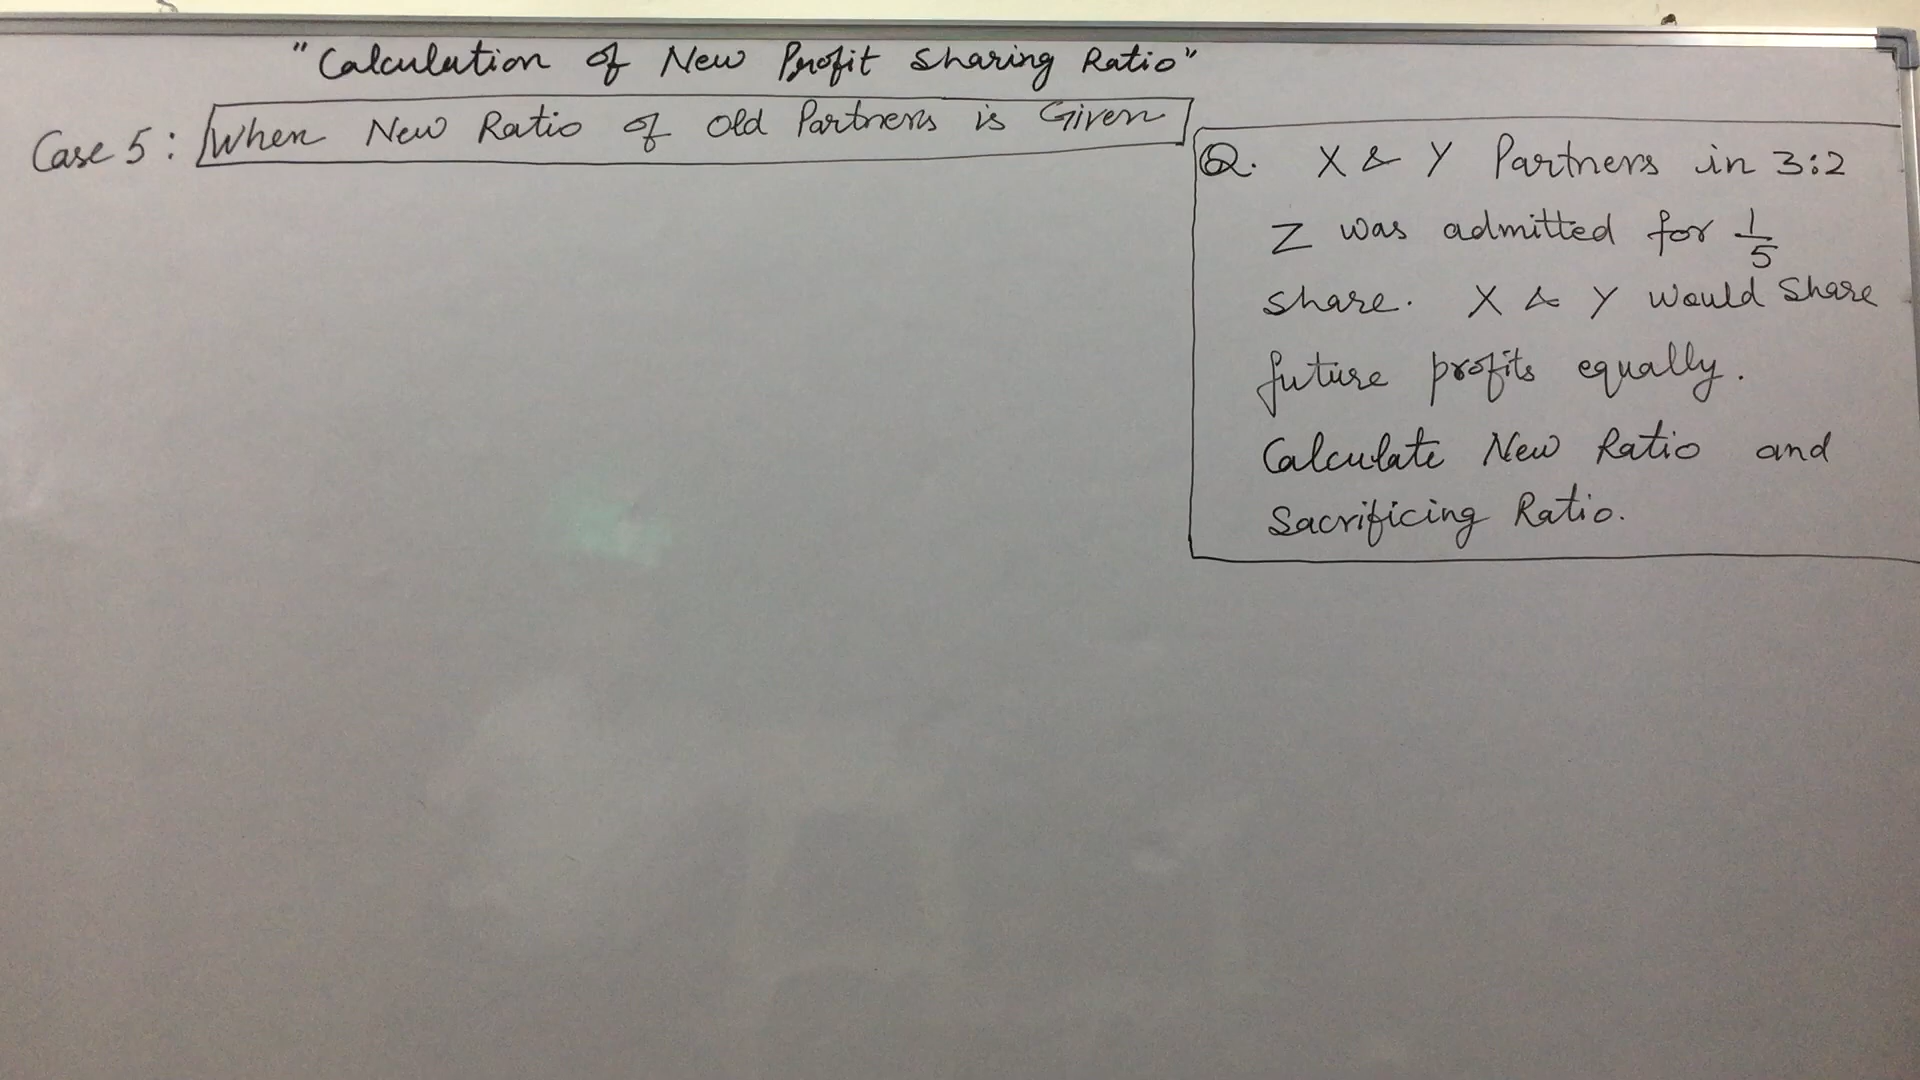 "Calculation of New Profit Sharing Ratio"
Case 5: When New Ratio of Old Partners is Given
Q. X & Y Partners in 3:2
Z was admitted for 1/5
share. X & Y would share
future profits equally.
Calculate New Ratio and
Sacrificing Ratio.